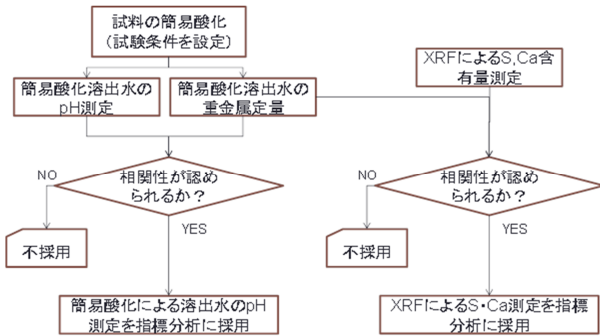 試料の簡易酸化
（試験条件を設定）
XRFによるS,Ca含
有量測定
簡易酸化溶出水の
pH測定
簡易酸化溶出水の
重金属定量
NO
相関性が認め
られるか？
YES
不採用
NO
相関性が認め
られるか？
YES
不採用
簡易酸化による溶出水のpH
測定を指標分析に採用
XRFによるS・Ca測定を指標
分析に採用